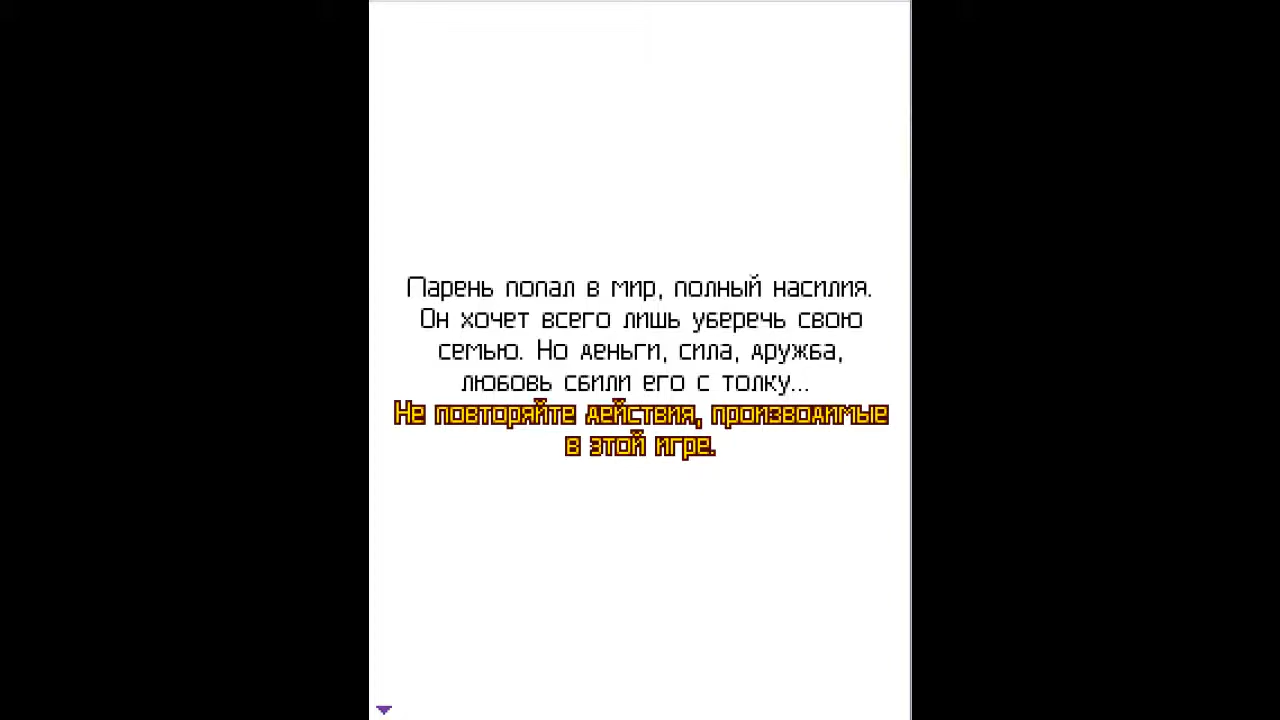 Парень попал в мир, полный насилия.
Он хочет всего лишь уберечь свою
семью. Но деньги, сила, дружба,
любовь сбили его с толку...
Не повторяйте действия, производимые
в этой игре.